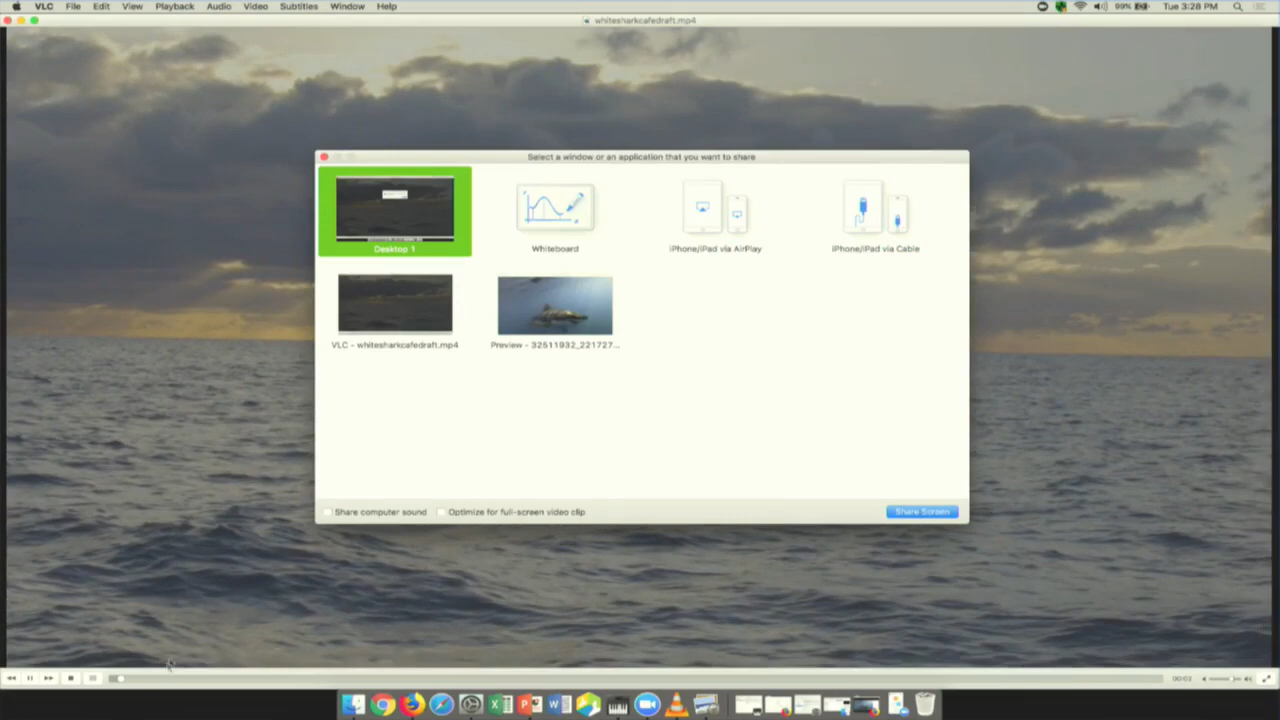 VLC File Edit View Playback Audio Video Subtitles Window Help 99% Tue 3:28 PM
whitesharkcafedraft.mp4
Select a window or an application that you want to share
Desktop 1 Whiteboard iPhone/iPad via AirPlay iPhone/iPad via Cable
VLC - whitesharkcafedraft.mp4 Preview - 32511932_221727...
Share computer sound Optimize for full-screen video clip Share Screen
00:02